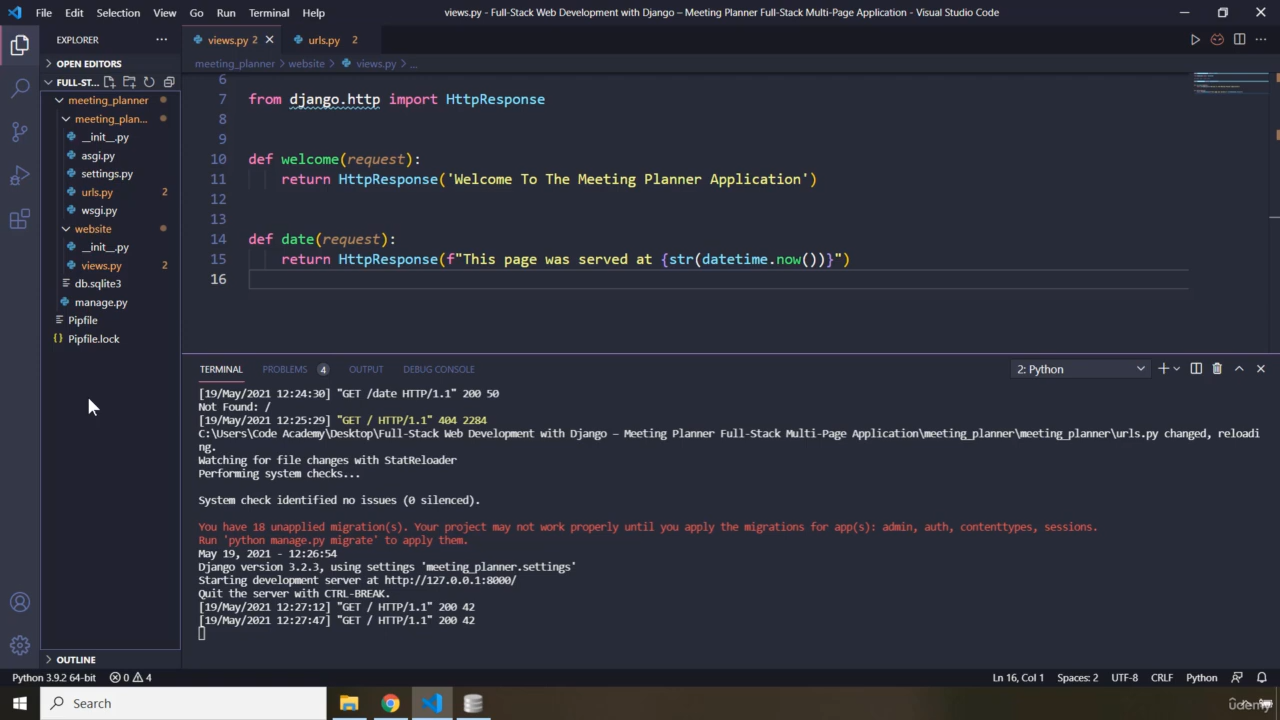 File Edit Selection View Go Run Terminal Help
views.py - Full-Stack Web Development with Django – Meeting Planner Full-Stack Multi-Page Application - Visual Studio Code
EXPLORER
OPEN EDITORS
FULL-ST...
meeting_planner
meeting_plan...
__init__.py
asgi.py
settings.py
urls.py 2
wsgi.py
website
__init__.py
views.py 2
db.sqlite3
manage.py
Pipfile
{} Pipfile.lock
OUTLINE
views.py 2 urls.py 2
meeting_planner > website > views.py > ...
6
7 from django.http import HttpResponse
8
9
10 def welcome(request):
11 return HttpResponse('Welcome To The Meeting Planner Application')
12
13
14 def date(request):
15 return HttpResponse(f"This page was served at {str(datetime.now())}")
16
TERMINAL PROBLEMS 4 OUTPUT DEBUG CONSOLE
2: Python
[19/May/2021 12:24:30] "GET /date HTTP/1.1" 200 50
Not Found: /
[19/May/2021 12:25:29] "GET / HTTP/1.1" 404 2284
C:\Users\Code Academy\Desktop\Full-Stack Web Development with Django – Meeting Planner Full-Stack Multi-Page Application\meeting_planner\meeting_planner\urls.py changed, reloadi
ng.
Watching for file changes with StatReloader
Performing system checks...
System check identified no issues (0 silenced).
You have 18 unapplied migration(s). Your project may not work properly until you apply the migrations for app(s): admin, auth, contenttypes, sessions.
Run 'python manage.py migrate' to apply them.
May 19, 2021 - 12:26:54
Django version 3.2.3, using settings 'meeting_planner.settings'
Starting development server at http://127.0.0.1:8000/
Quit the server with CTRL-BREAK.
[19/May/2021 12:27:12] "GET / HTTP/1.1" 200 42
[19/May/2021 12:27:47] "GET / HTTP/1.1" 200 42
Python 3.9.2 64-bit 0 4
Ln 16, Col 1 Spaces: 2 UTF-8 CRLF Python
Search
udemy